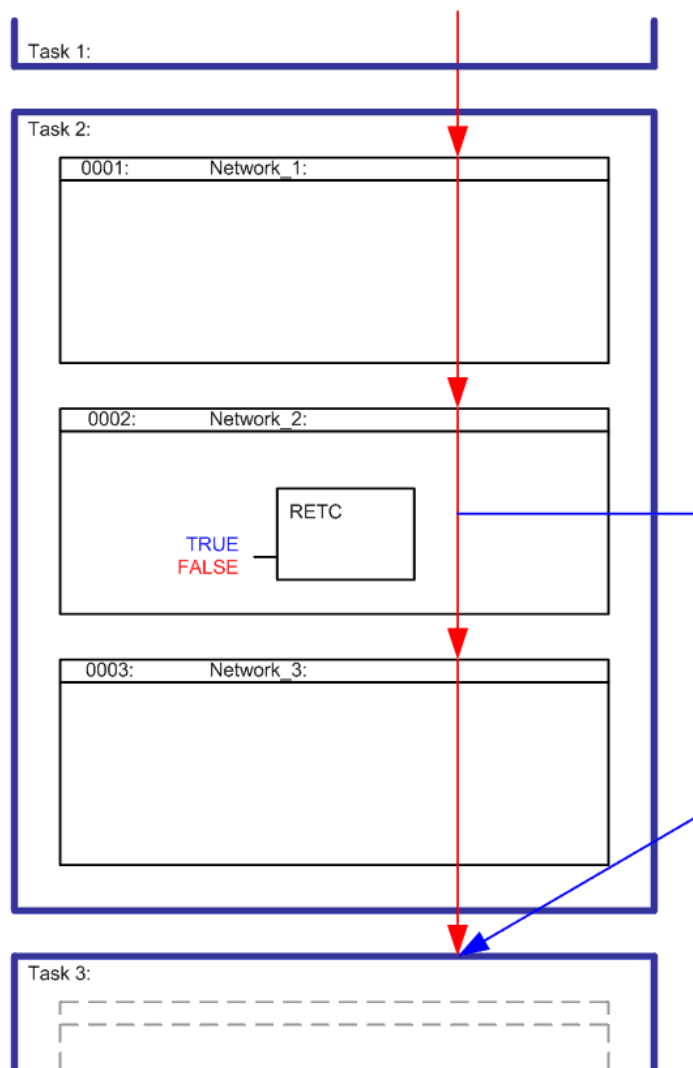 Task 1:
Task 2:
0001: Network_1:
0002: Network_2:
RETC
TRUE
FALSE
0003: Network_3:
Task 3: